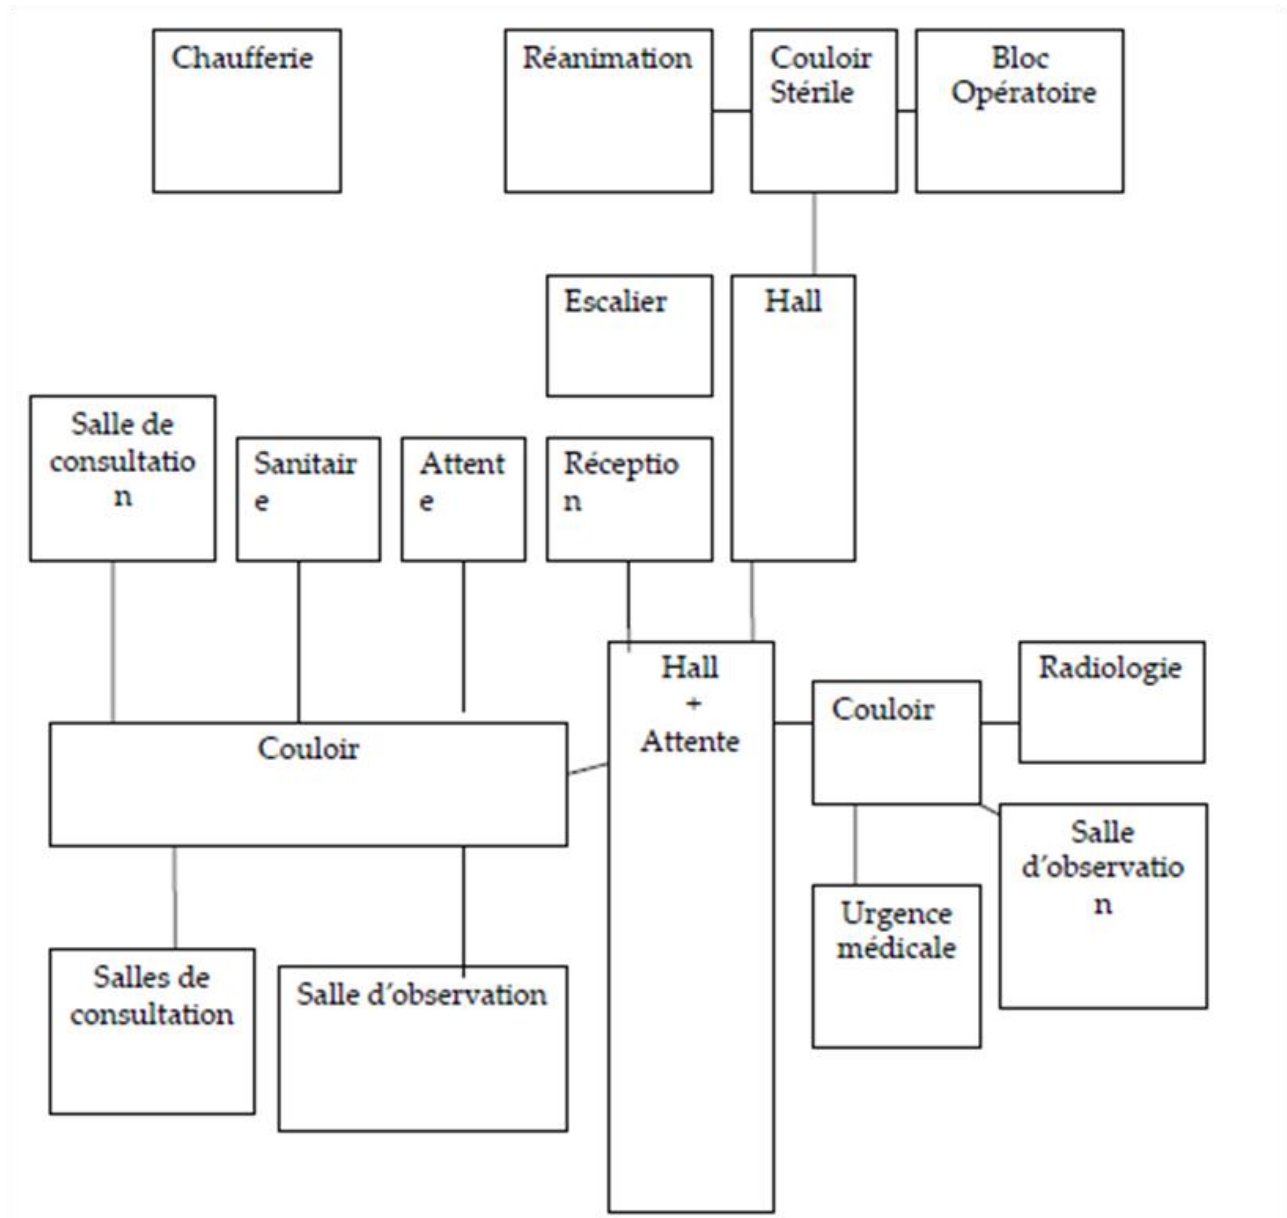 Chaufferie
Réanimation
Couloir
Stérile
Bloc
Opératoire
Escalier
Hall
Salle de
consultatio
n
Sanitair
e
Attent
e
Réceptio
n
Hall
+
Attente
Couloir
Radiologie
Couloir
Salle
d'observatio
n
Urgence
médicale
Salles de
consultation
Salle d'observation